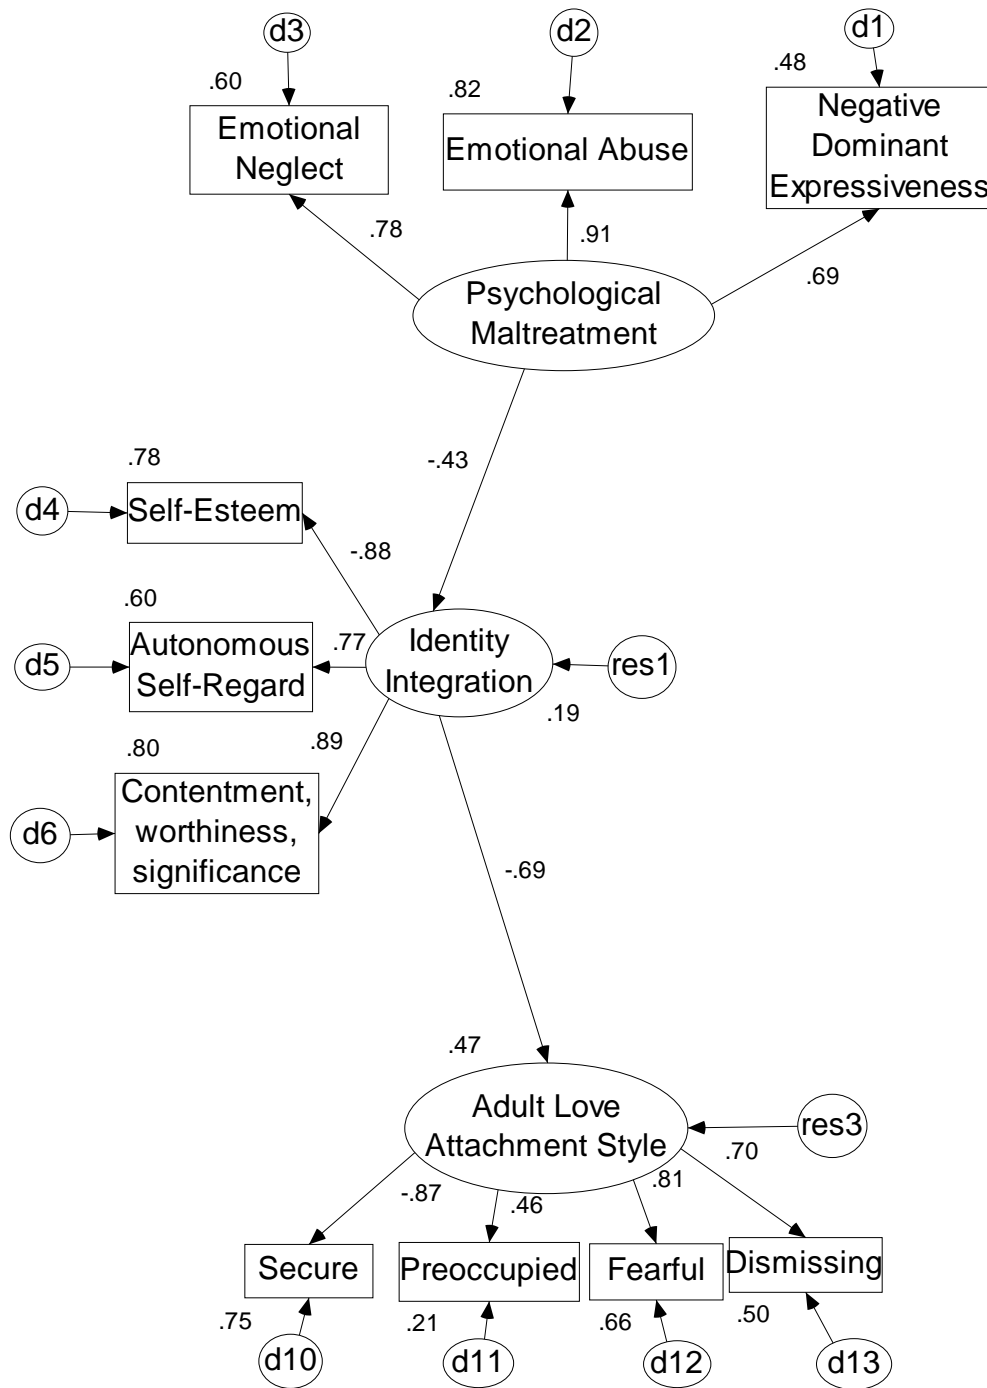 d3
d2
d1
.60
.82
.48
Emotional
Neglect
Emotional Abuse
Negative
Dominant
Expressiveness
.78
.91
.69
Psychological
Maltreatment
-.43
.78
d4
Self-Esteem
-.88
.60
d5
Autonomous
Self-Regard
.77
Identity
Integration
res1
.19
.80
.89
d6
Contentment,
worthiness,
significance
-.69
.47
Adult Love
Attachment Style
res3
.70
-.87
.46
.81
Secure
Preoccupied
Fearful
Dismissing
.75
.21
.66
.50
d10
d11
d12
d13